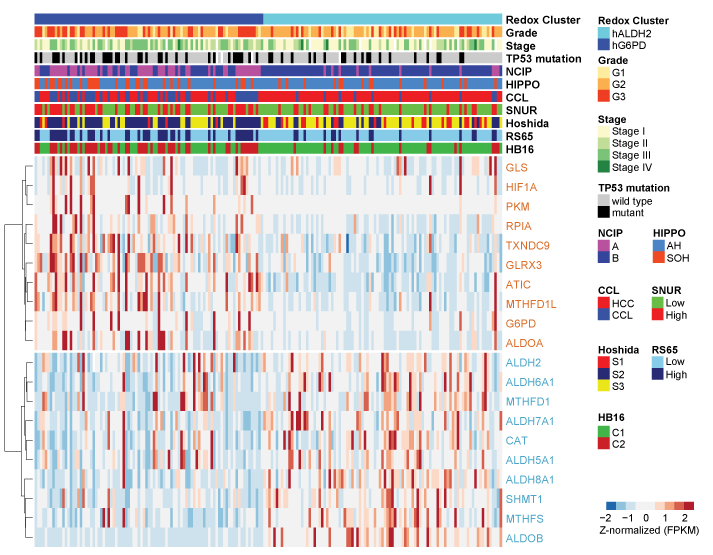 Redox Cluster
Grade
Stage
TP53 mutation
NCIP
HIPPO
CCL
SNUR
Hoshida
RS65
HB16
GLS
HIF1A
PKM
RPIA
TXNDC9
GLRX3
ATIC
MTHFD1L
G6PD
ALDOA
ALDH2
ALDH6A1
MTHFD1
ALDH7A1
CAT
ALDH5A1
ALDH8A1
SHMT1
MTHFS
ALDOB
Redox Cluster
hALDH2
hG6PD
Grade
G1
G2
G3
Stage
Stage I
Stage II
Stage III
Stage IV
TP53 mutation
wild type
mutant
NCIP HIPPO
A AH
B SOH
CCL SNUR
HCC Low
CCL High
Hoshida RS65
S1 Low
S2 High
S3
HB16
C1
C2
−2 −1 0 1 2
Z-normalized (FPKM)